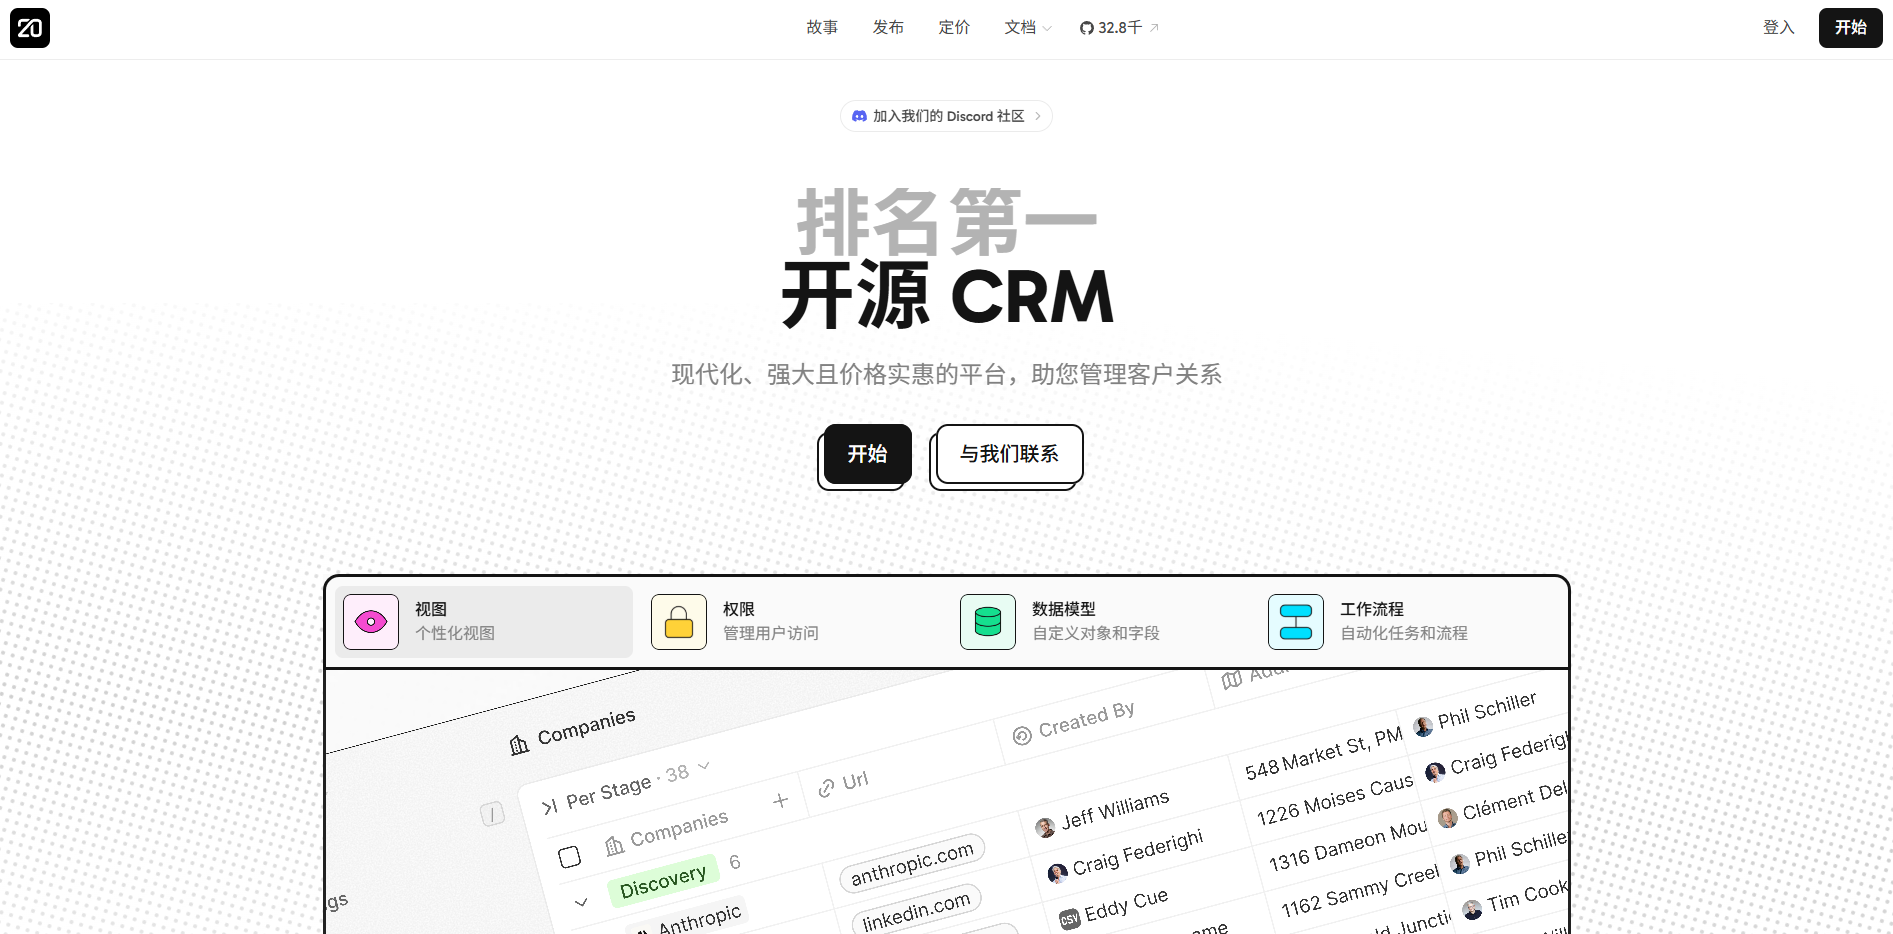 故事
发布
定价
文档
32.8千
登入
开始
加入我们的 Discord 社区
排名第一
开源 CRM
现代化、强大且价格实惠的平台，助您管理客户关系
开始
与我们联系
视图
个性化视图
权限
管理用户访问
数据模型
自定义对象和字段
工作流程
自动化任务和流程
Companies
Per Stage · 38
Companies
Url
Created By
Discovery 6
Anthropic
anthropic.com
linkedin.com
Jeff Williams
Craig Federighi
CSV Eddy Cue
548 Market St, PM
1226 Moises Caus
1316 Dameon Mou
1162 Sammy Creel
Phil Schiller
Craig Federigh
Clément Del
Phil Schille
Tim Cook